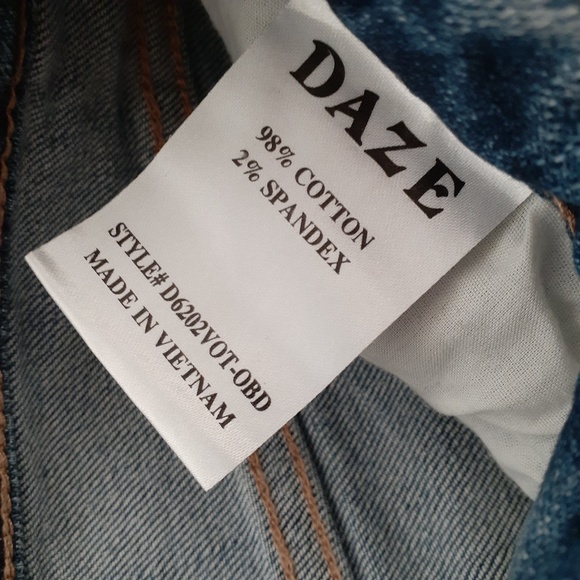 DAZE
98% COTTON
2% SPANDEX
STYLE# D6202VOT-OBD
MADE IN VIETNAM